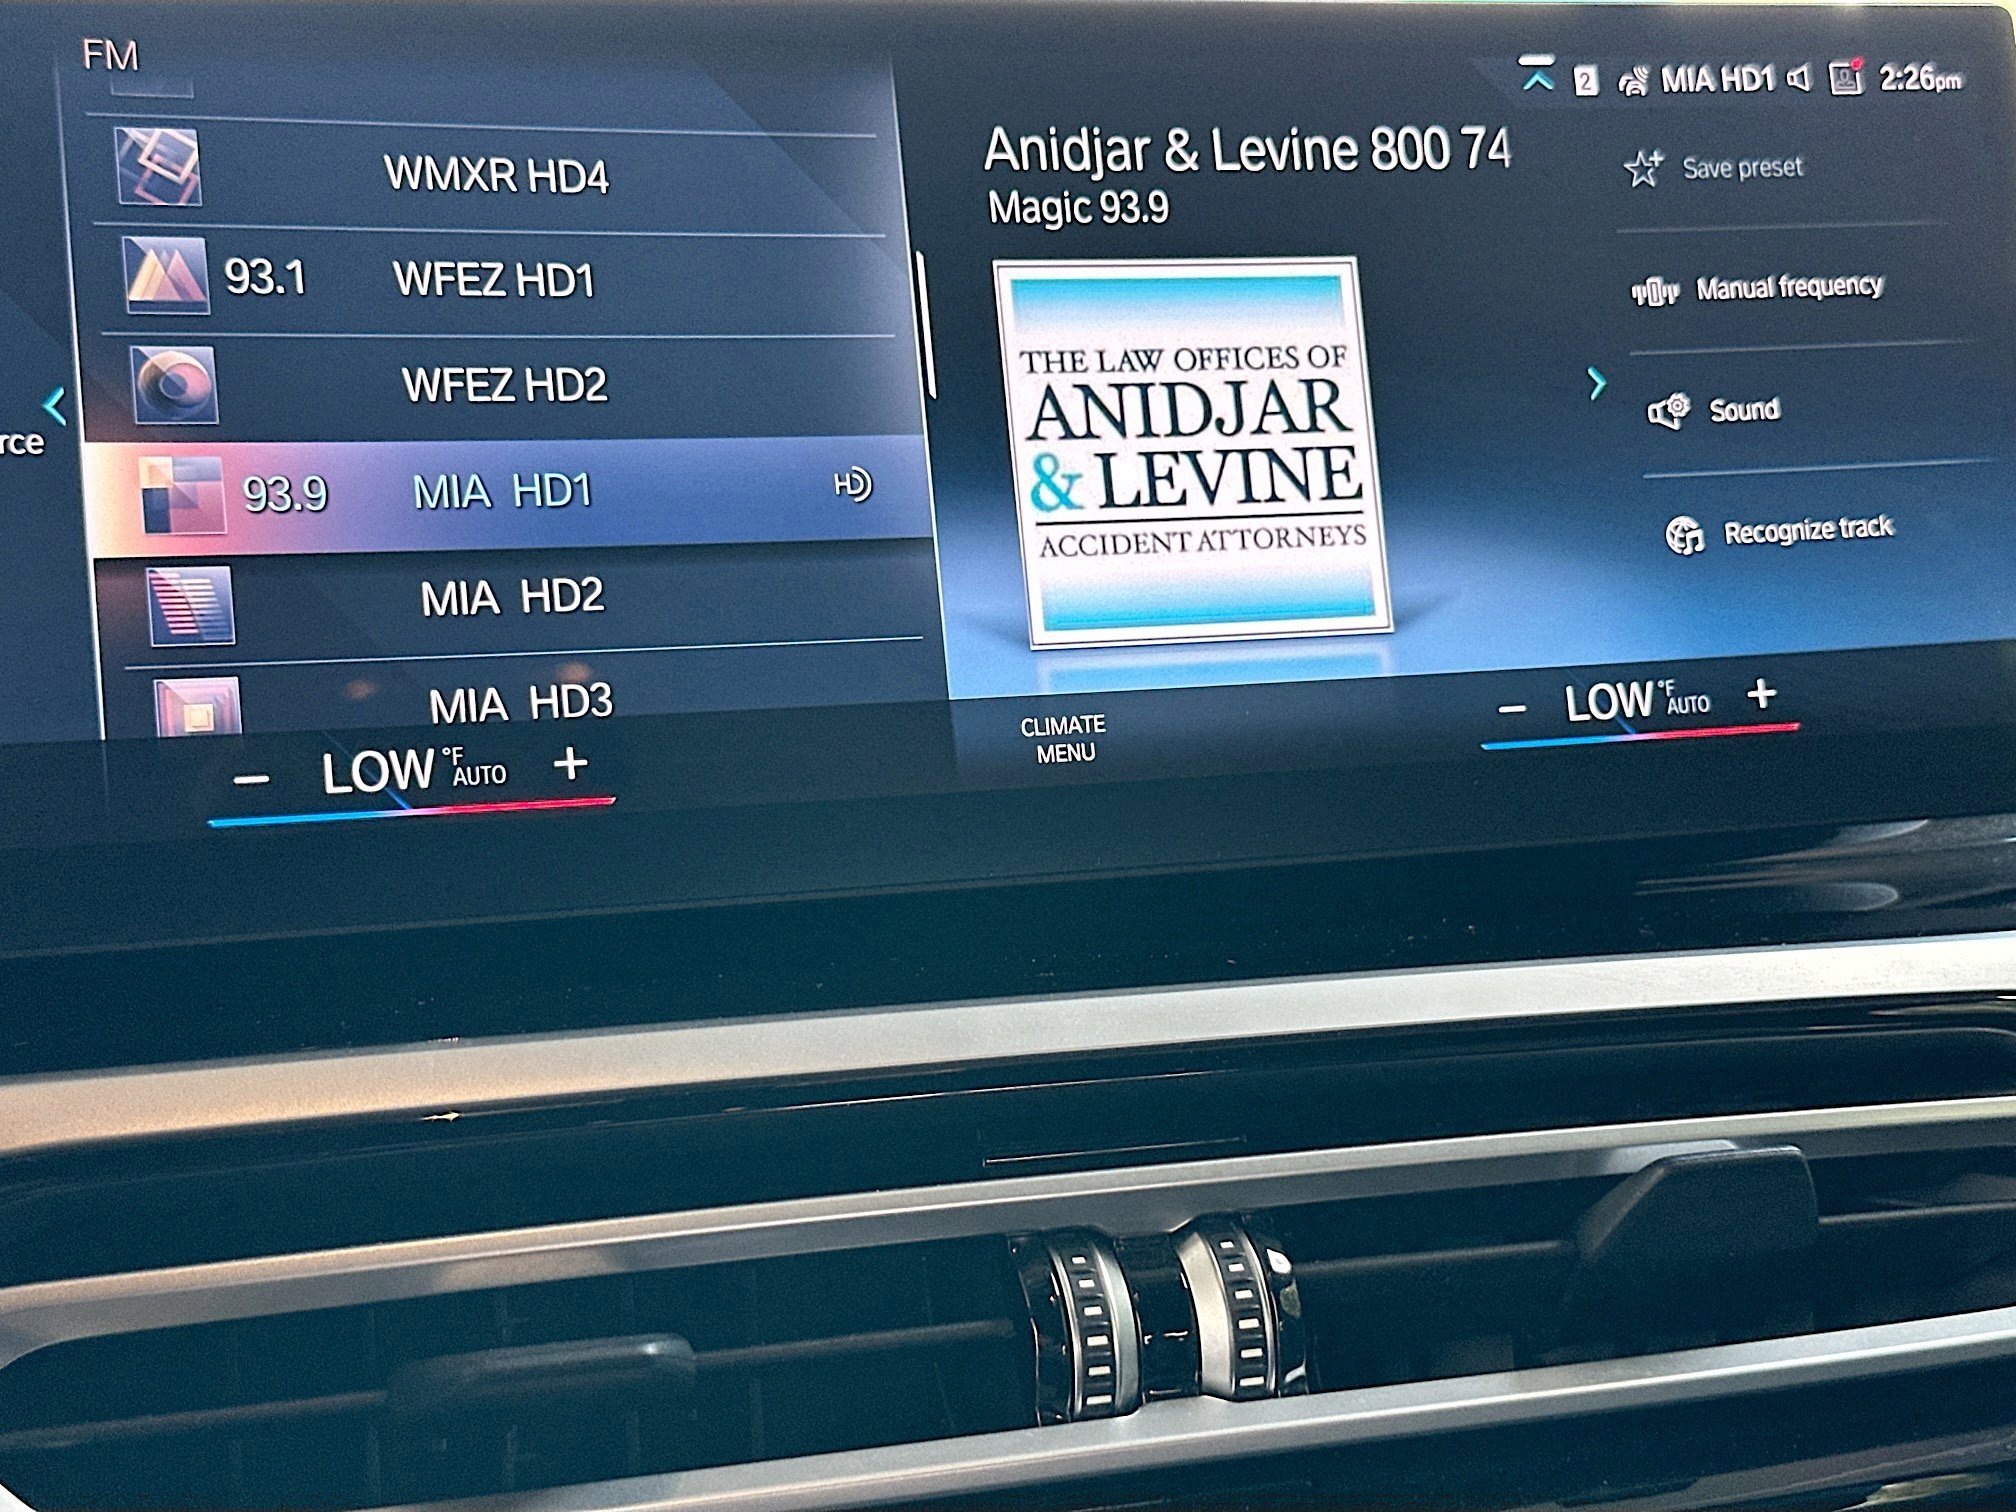 FM
2 MIA HD1 2:26pm
WMXR HD4
93.1 WFEZ HD1
WFEZ HD2
93.9 MIA HD1 HD
MIA HD2
MIA HD3
rce
Anidjar & Levine 800 74
Magic 93.9
THE LAW OFFICES OF
ANIDJAR
& LEVINE
ACCIDENT ATTORNEYS
Save preset
Manual frequency
Sound
Recognize track
- LOW °F AUTO +
CLIMATE
MENU
- LOW °F AUTO +